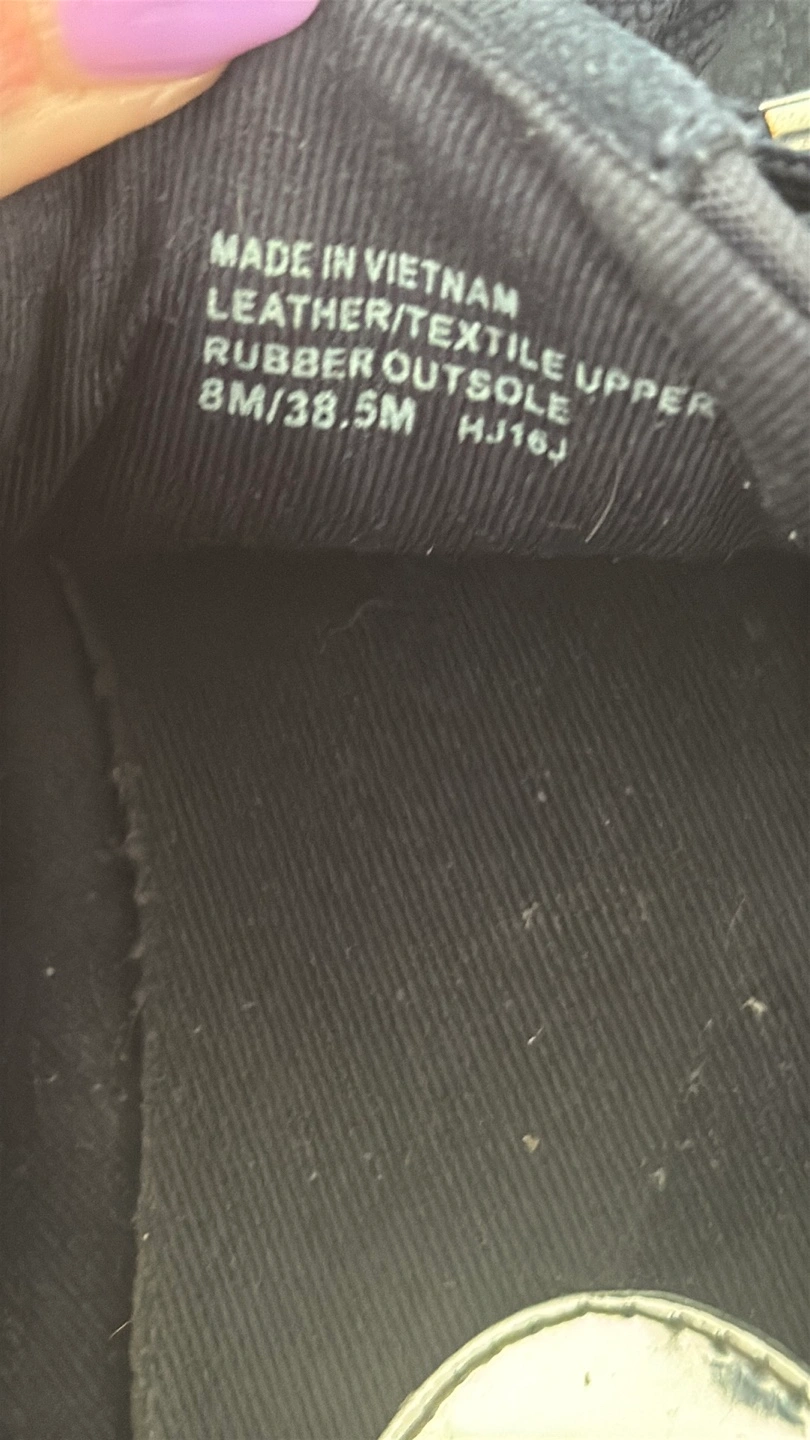 MADE IN VIETNAM
LEATHER/TEXTILE UPPER
RUBBER OUTSOLE
8M/38.5M HJ16J